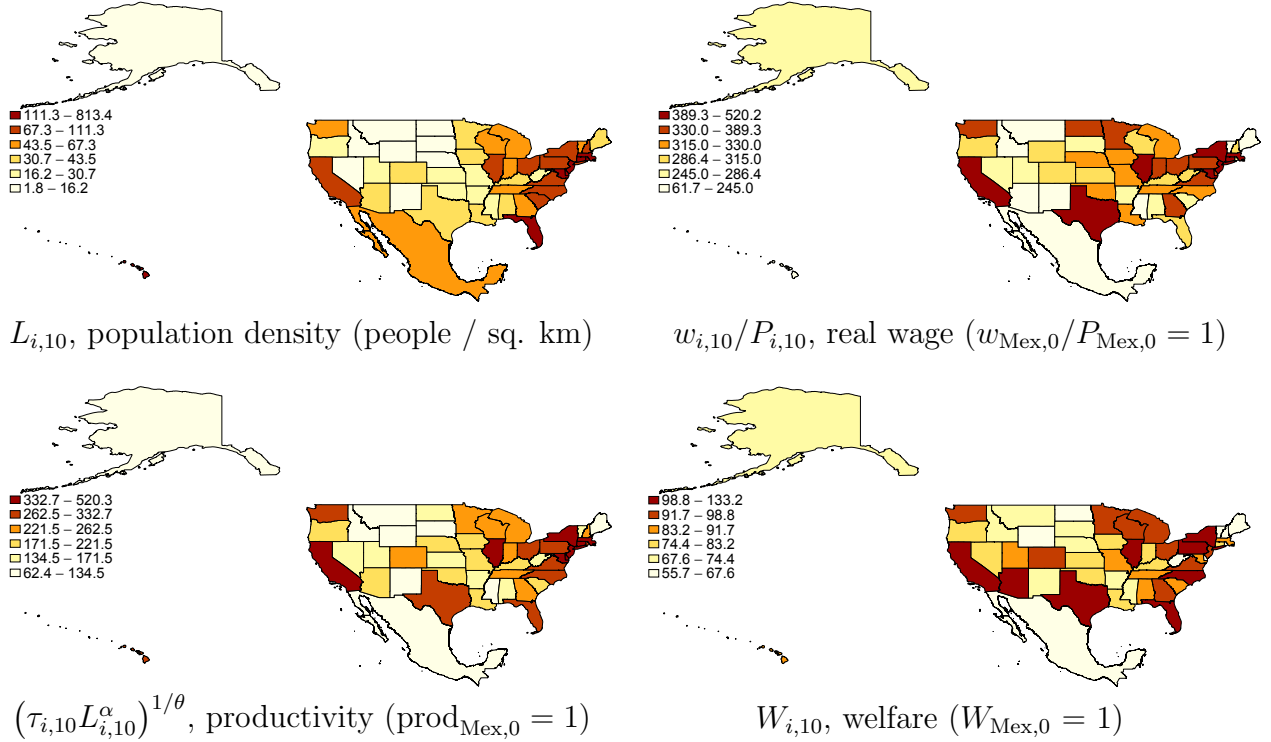 111.3 – 813.4
67.3 – 111.3
43.5 – 67.3
30.7 – 43.5
16.2 – 30.7
1.8 – 16.2
L_{i,10}, population density (people / sq. km)
389.3 – 520.2
330.0 – 389.3
315.0 – 330.0
286.4 – 315.0
245.0 – 286.4
61.7 – 245.0
w_{i,10}/P_{i,10}, real wage (w_{Mex,0}/P_{Mex,0} = 1)
332.7 – 520.3
262.5 – 332.7
221.5 – 262.5
171.5 – 221.5
134.5 – 171.5
62.4 – 134.5
(τ_{i,10}L^α_{i,10})^{1/θ}, productivity (prod_{Mex,0} = 1)
98.8 – 133.2
91.7 – 98.8
83.2 – 91.7
74.4 – 83.2
67.6 – 74.4
55.7 – 67.6
W_{i,10}, welfare (W_{Mex,0} = 1)